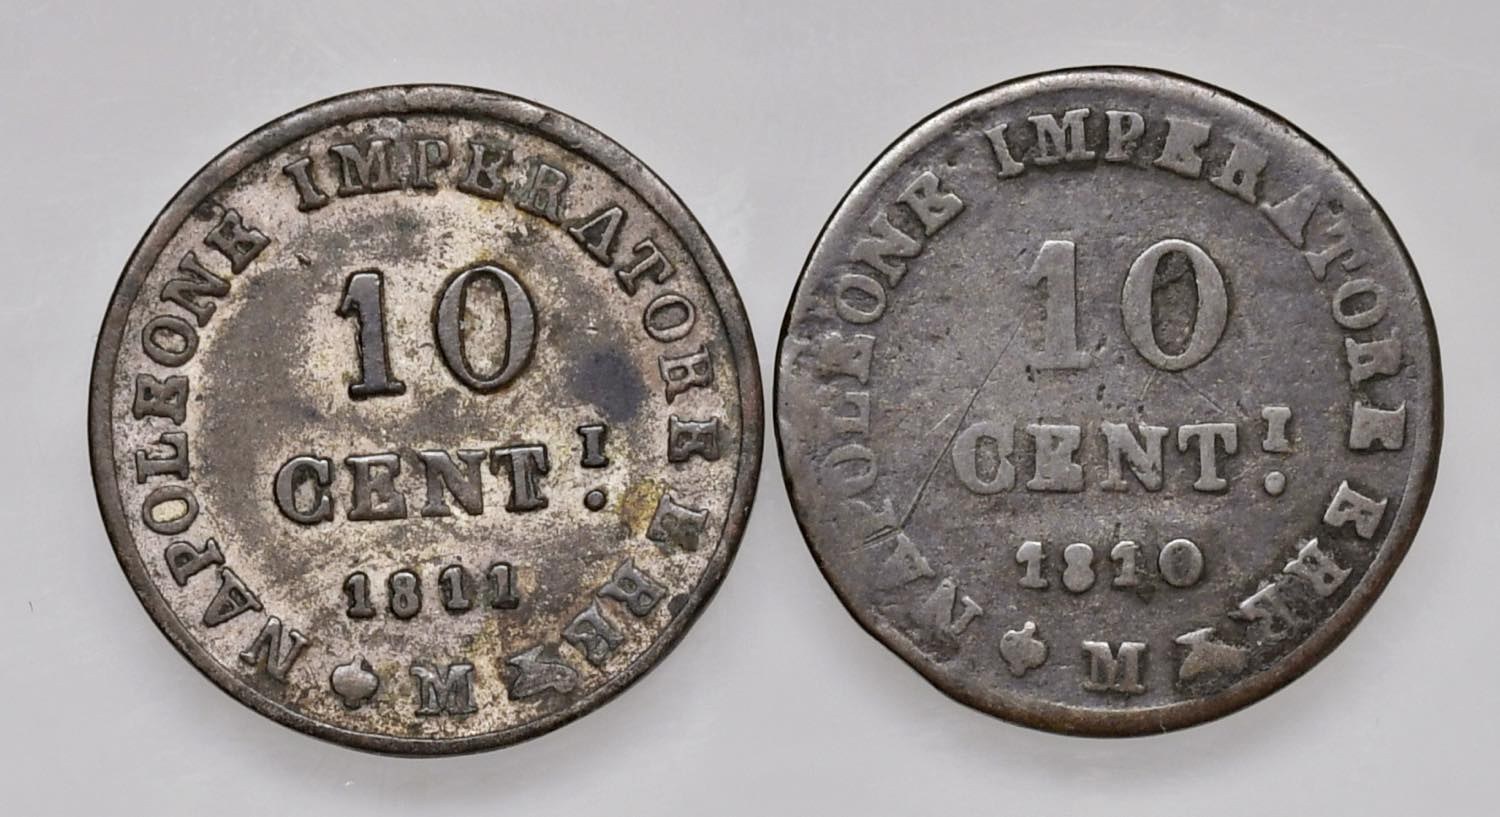 NAPOLEONE IMPERATORE E RE
10
CENT.I
1811
M
NAPOLEONE IMPERATORE E RE
10
CENT.I
1810
M